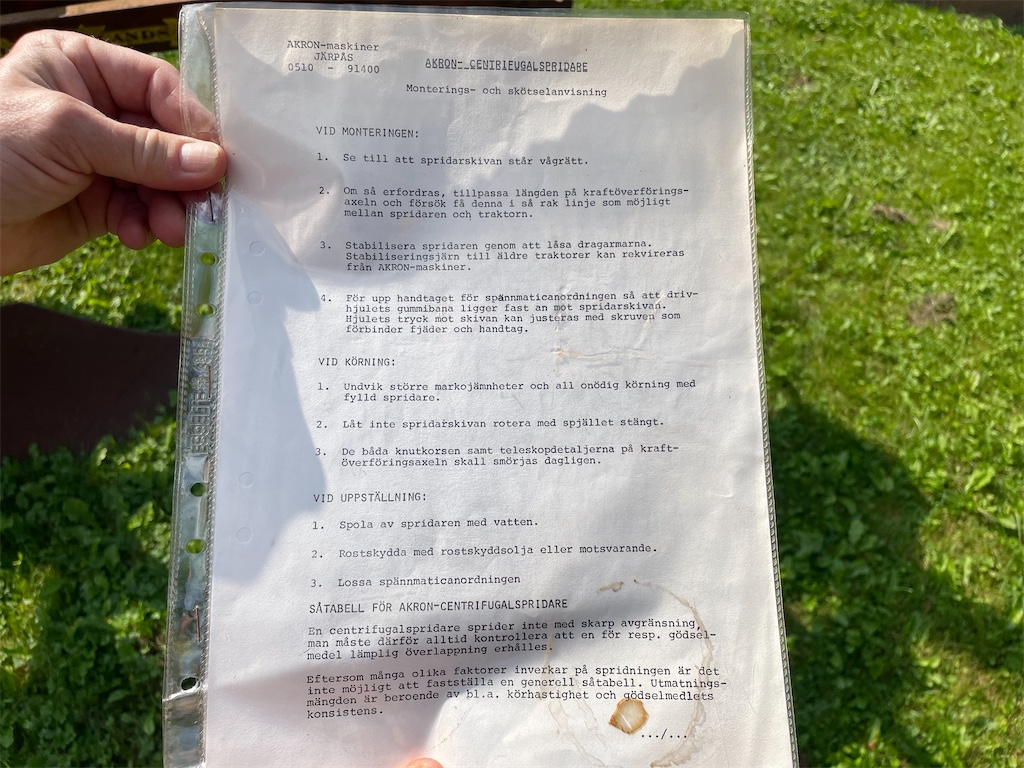 ANDS
AKRON-maskiner
JÄRPÅS
0510 - 91400
AKRON- CENTRIFUGALSPRIDARE
Monterings- och skötselanvisning
VID MONTERINGEN:
1. Se till att spridarskivan står vågrätt.
2. Om så erfordras, tillpassa längden på kraftöverförings-
axeln och försök få denna i så rak linje som möjligt
mellan spridaren och traktorn.
3. Stabilisera spridaren genom att låsa dragarmarna.
Stabiliseringsjärn till äldre traktorer kan rekvireras
från AKRON-maskiner.
4. För upp handtaget för spännmaticanordningen så att driv-
hjulets gummibana ligger fast an mot spridarskivan.
Hjulets tryck mot skivan kan justeras med skruven som
förbinder fjäder och handtag.
VID KÖRNING:
1. Undvik större markojämnheter och all onödig körning med
fylld spridare.
2. Låt inte spridarskivan rotera med spjället stängt.
3. De båda knutkorsen samt teleskopdetaljerna på kraft-
överföringsaxeln skall smörjas dagligen.
VID UPPSTÄLLNING:
1. Spola av spridaren med vatten.
2. Rostskydda med rostskyddsolja eller motsvarande.
3. Lossa spännmaticanordningen
SÅTABELL FÖR AKRON-CENTRIFUGALSPRIDARE
En centrifugalspridare sprider inte med skarp avgränsning,
man måste därför alltid kontrollera att en för resp. gödsel-
medel lämplig överlappning erhålles.
Eftersom många olika faktorer inverkar på spridningen är det
inte möjligt att fastställa en generell såtabell. Utmatnings-
mängden är beroende av bl.a. körhastighet och gödselmedlets
konsistens.
.../...